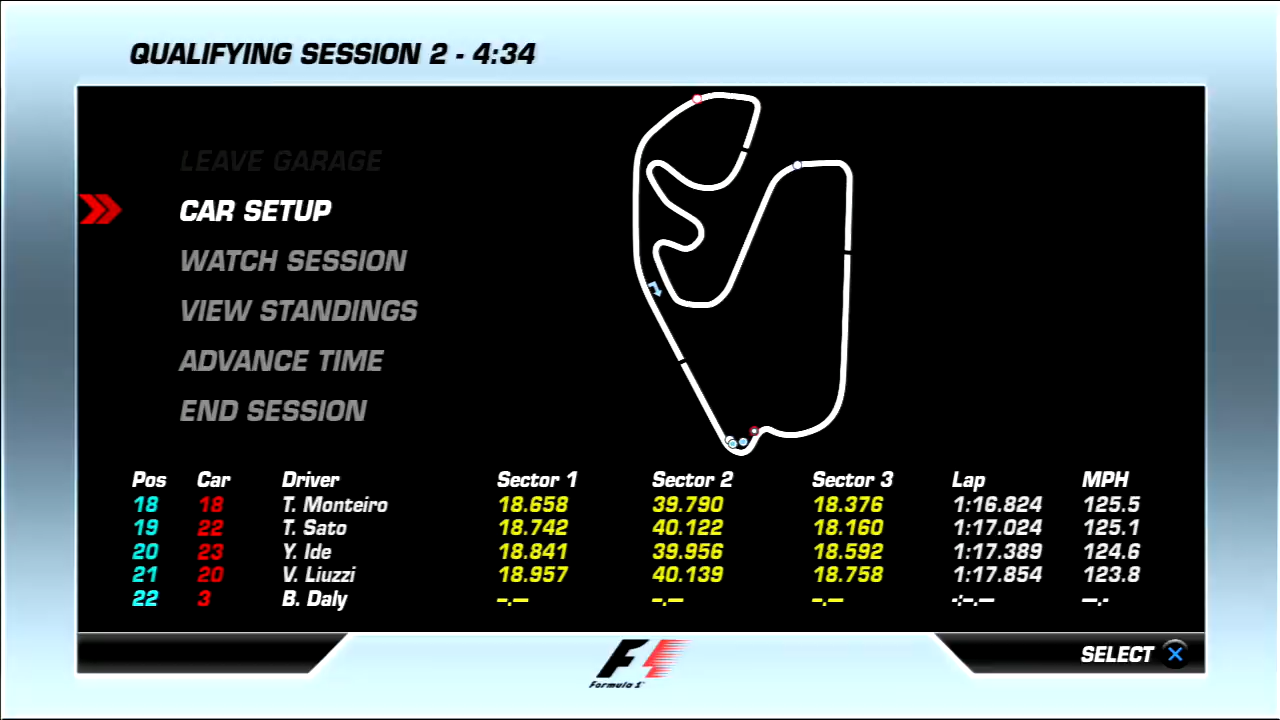 QUALIFYING SESSION 2 - 4:34
LEAVE GARAGE
CAR SETUP
WATCH SESSION
VIEW STANDINGS
ADVANCE TIME
END SESSION
Pos Car Driver Sector 1 Sector 2 Sector 3 Lap MPH
18 18 T. Monteiro 18.658 39.790 18.376 1:16.824 125.5
19 22 T. Sato 18.742 40.122 18.160 1:17.024 125.1
20 23 Y. Ide 18.841 39.956 18.592 1:17.389 124.6
21 20 V. Liuzzi 18.957 40.139 18.758 1:17.854 123.8
22 3 B. Daly –.–– –.–– –.–– -:–.–– ––.-
F1
Formula 1
SELECT